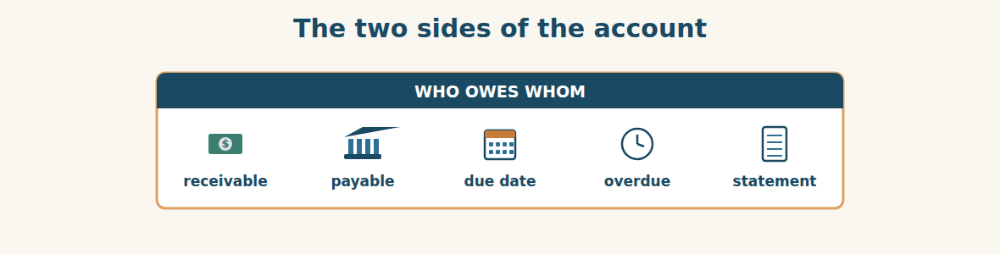 The two sides of the account
WHO OWES WHOM
$
receivable payable due date overdue statement